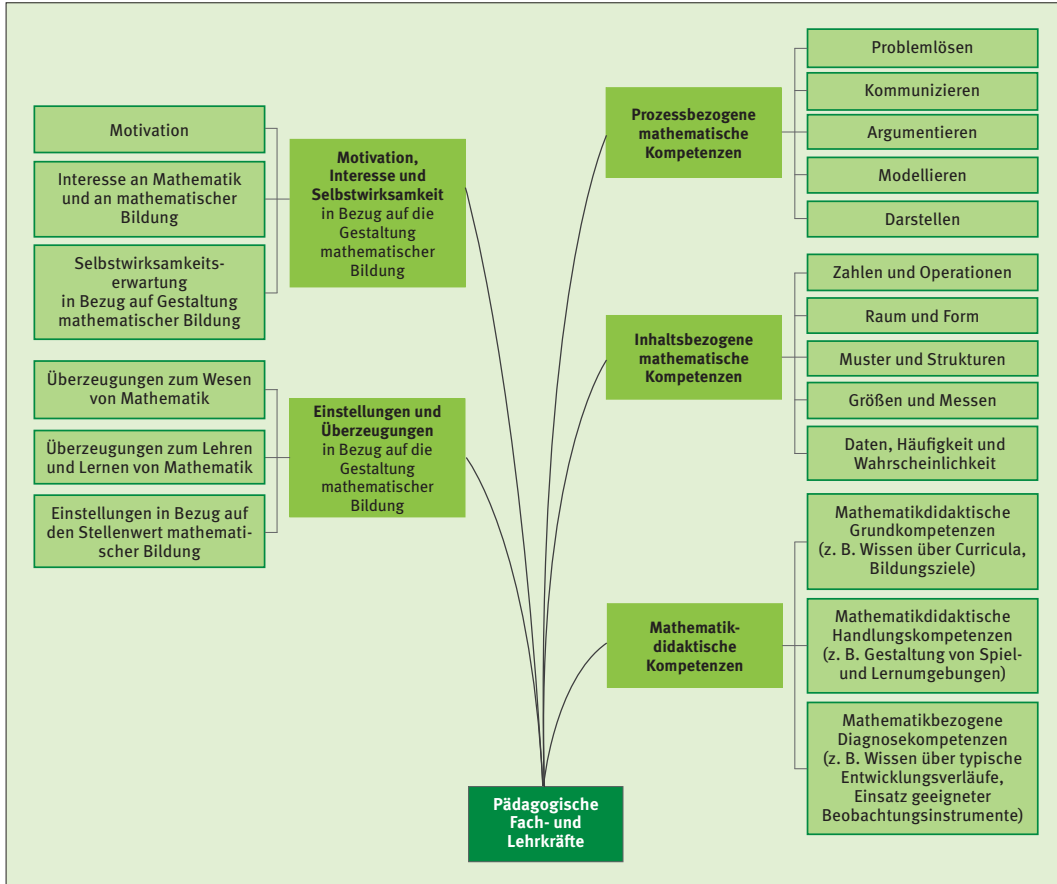 Motivation
Interesse an Mathematik
und an mathematischer
Bildung
Selbstwirksamkeits-
erwartung
in Bezug auf Gestaltung
mathematischer Bildung
Motivation,
Interesse und
Selbstwirksamkeit
in Bezug auf die
Gestaltung
mathematischer
Bildung
Überzeugungen zum Wesen
von Mathematik
Überzeugungen zum Lehren
und Lernen von Mathematik
Einstellungen in Bezug auf
den Stellenwert mathemati-
scher Bildung
Einstellungen und
Überzeugungen
in Bezug auf die
Gestaltung
mathematischer
Bildung
Prozessbezogene
mathematische
Kompetenzen
Problemlösen
Kommunizieren
Argumentieren
Modellieren
Darstellen
Inhaltsbezogene
mathematische
Kompetenzen
Zahlen und Operationen
Raum und Form
Muster und Strukturen
Größen und Messen
Daten, Häufigkeit und
Wahrscheinlichkeit
Mathematik-
didaktische
Kompetenzen
Mathematikdidaktische
Grundkompetenzen
(z. B. Wissen über Curricula,
Bildungsziele)
Mathematikdidaktische
Handlungskompetenzen
(z. B. Gestaltung von Spiel-
und Lernumgebungen)
Mathematikbezogene
Diagnosekompetenzen
(z. B. Wissen über typische
Entwicklungsverläufe,
Einsatz geeigneter
Beobachtungsinstrumente)
Pädagogische
Fach- und
Lehrkräfte